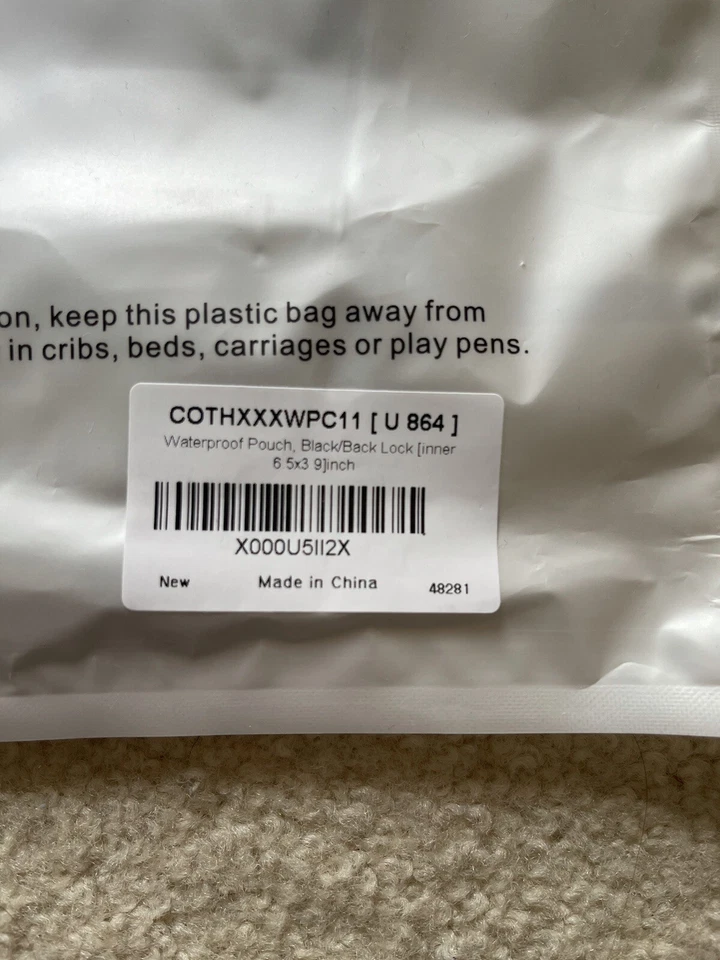 on, keep this plastic bag away from
in cribs, beds, carriages or play pens.
COTHXXXWPC11 [ U 864 ]
Waterproof Pouch, Black/Back Lock [inner
6.5x3.9]inch
X000U5II2X
New Made in China 48281